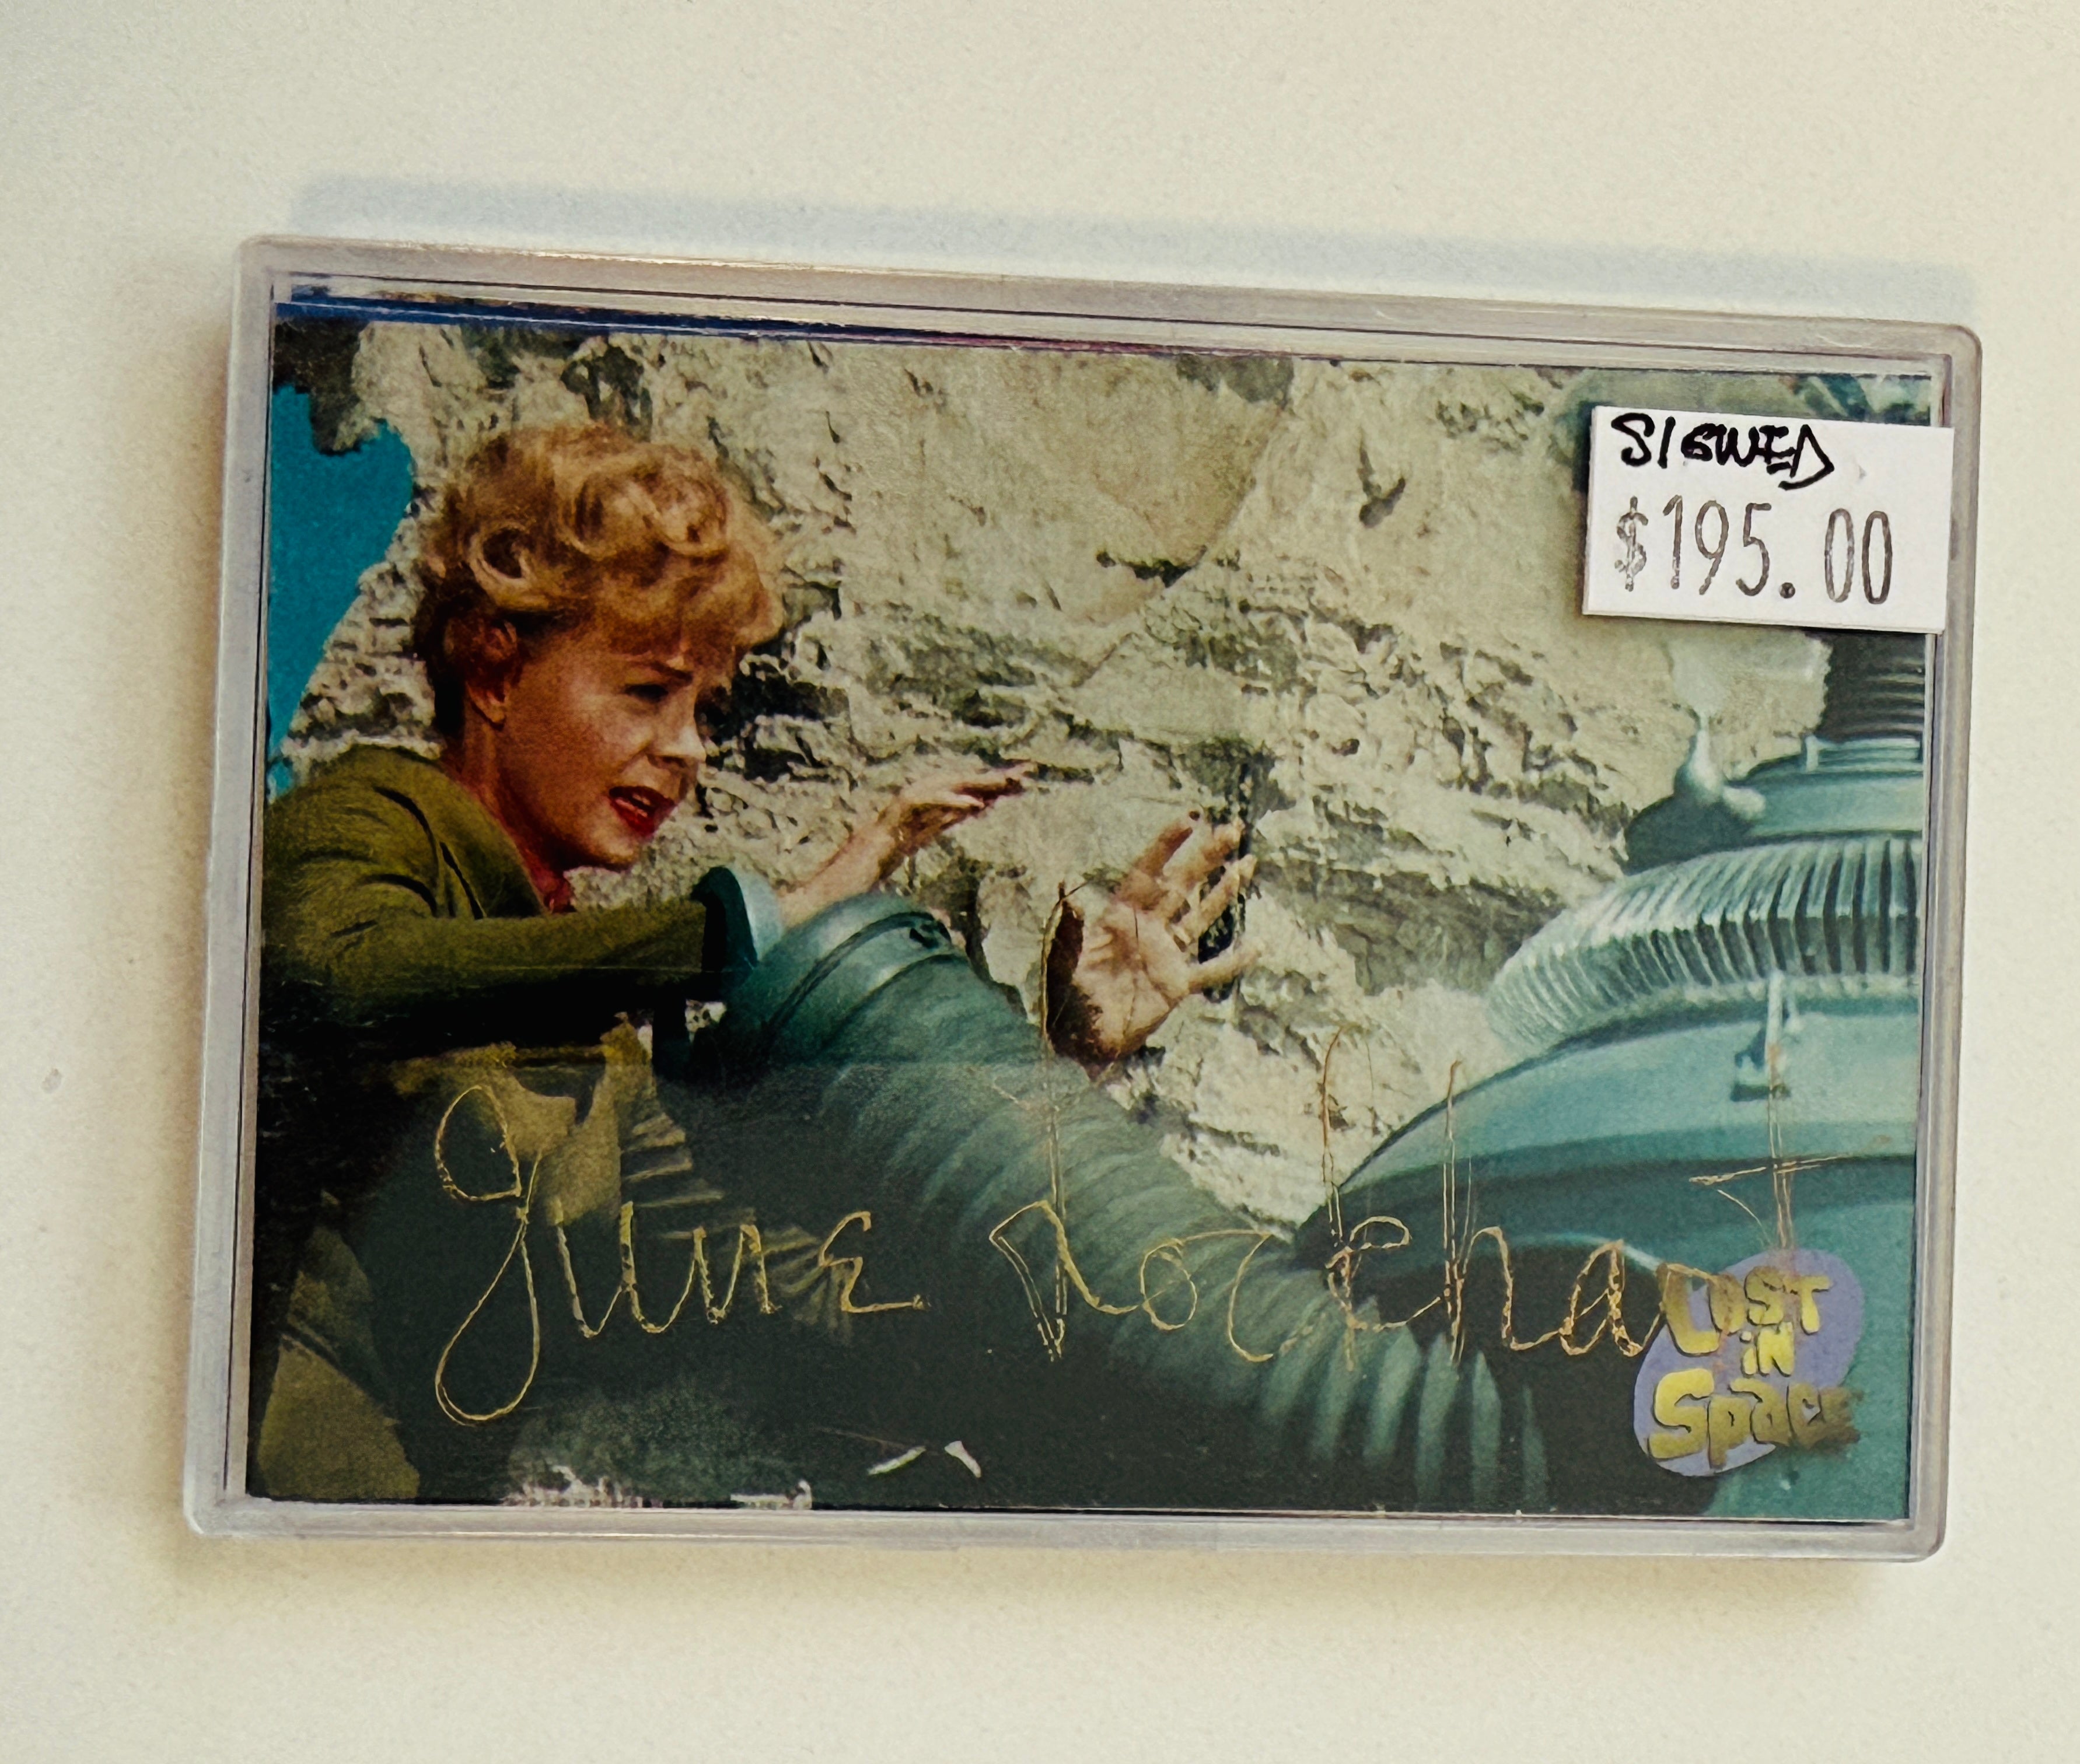 SIGNED
$195.00
June Lockhart
LOST
iN
Space